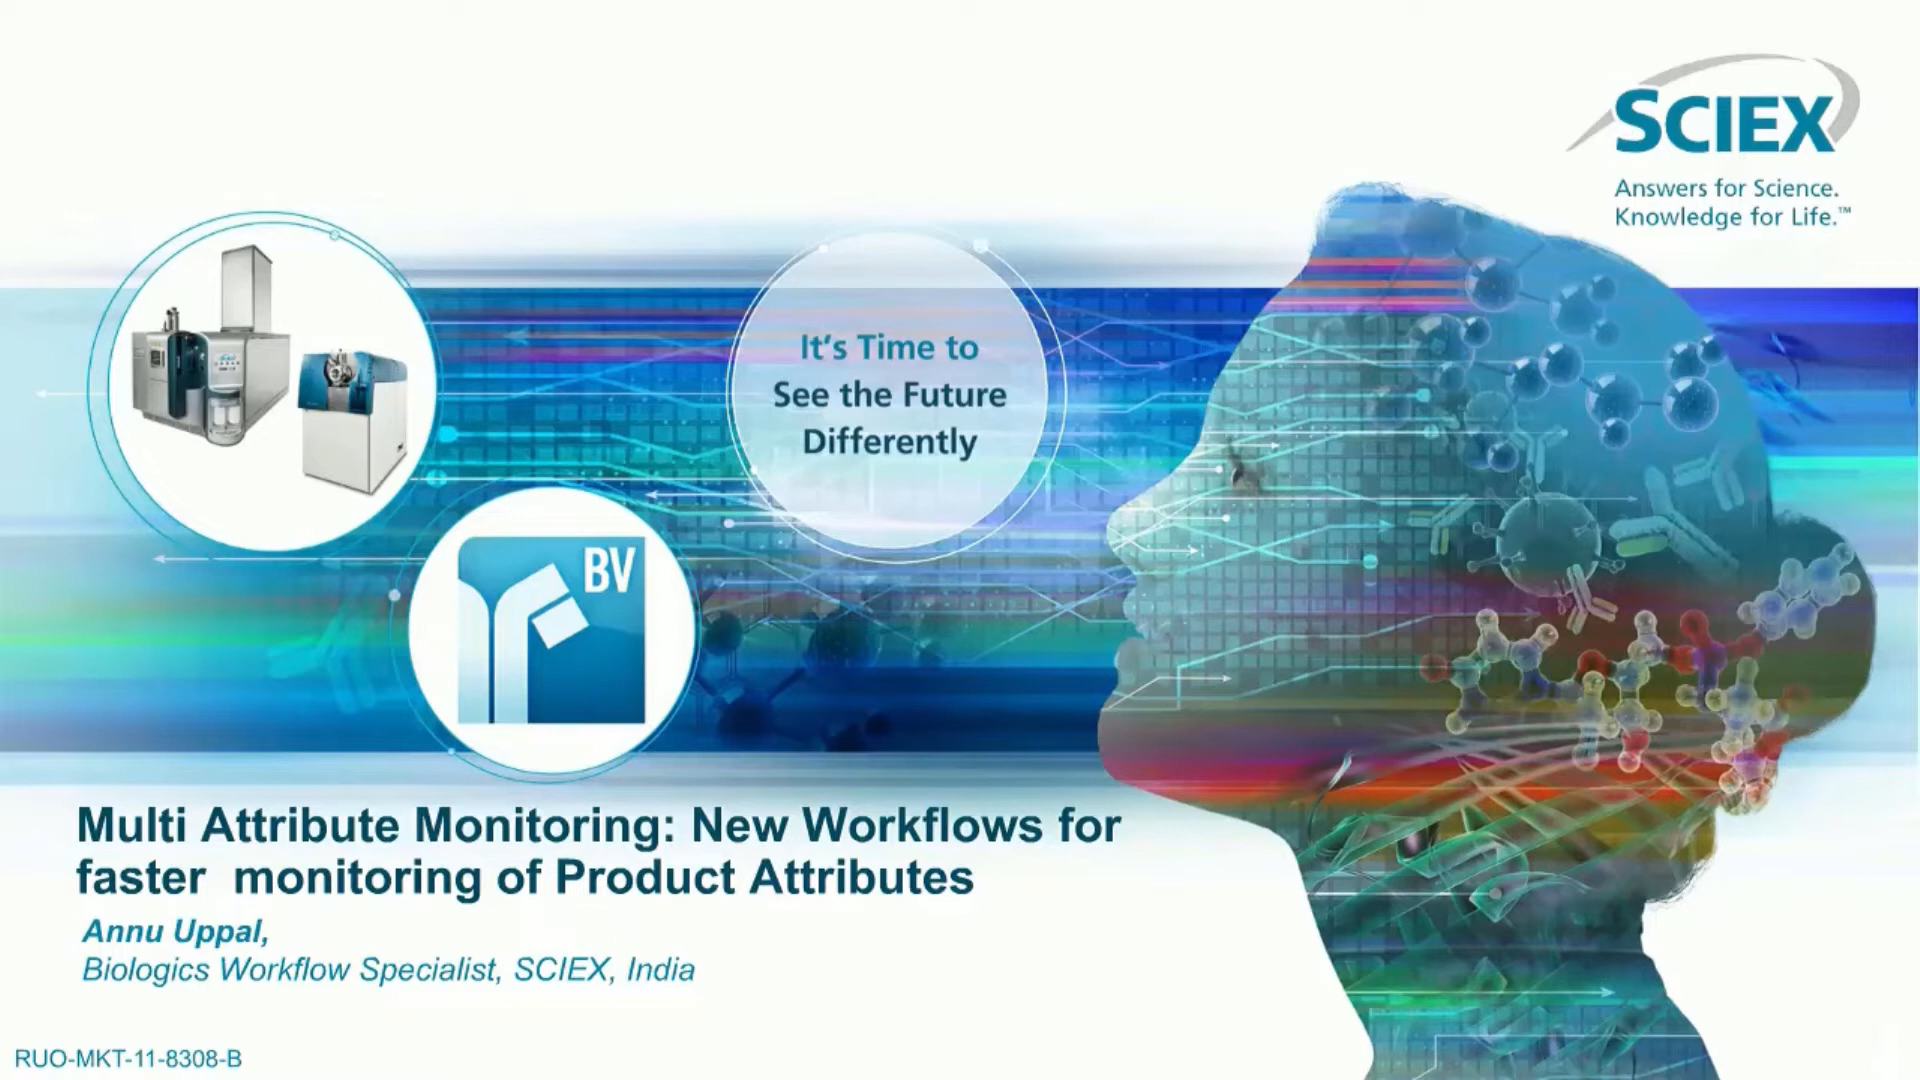 SCIEX
Answers for Science.
Knowledge for Life.™
It's Time to
See the Future
Differently
BV
Multi Attribute Monitoring: New Workflows for
faster  monitoring of Product Attributes
Annu Uppal,
Biologics Workflow Specialist, SCIEX, India
RUO-MKT-11-8308-B